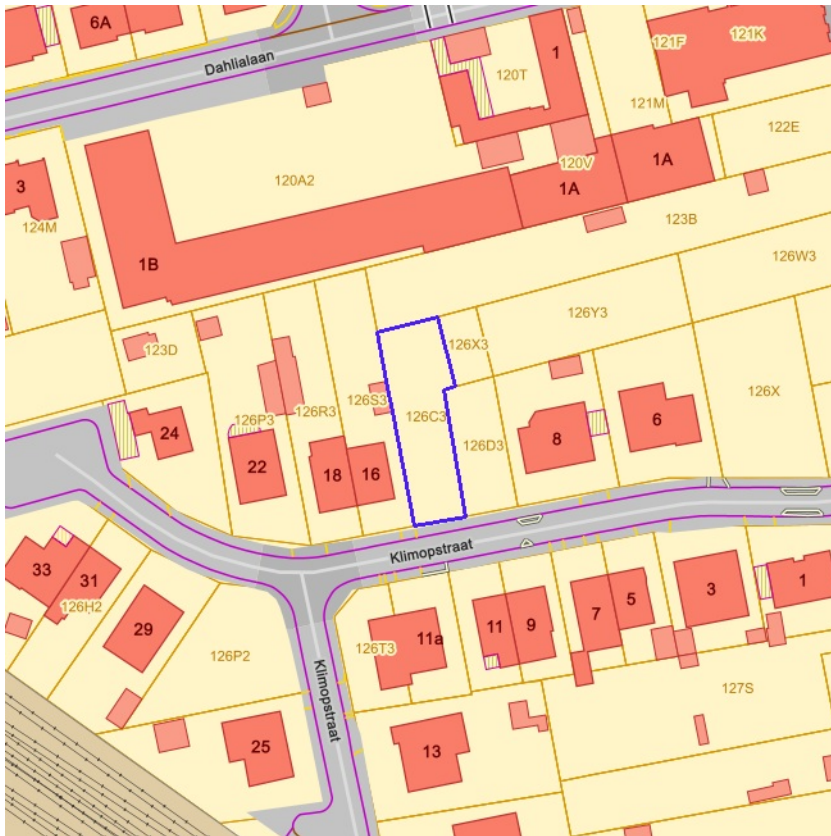 6A
Dahlialaan
1
120T
121F
121K
121M
122E
3
124M
120A2
120V
1A
1A
123B
1B
126W3
123D
126Y3
126X3
126S3
126R3
126P3
126C3
126D3
126X
24
22
18
16
8
6
Klimopstraat
33
31
126H2
29
126P2
126T3
11a
11
9
7
5
3
1
Klimopstraat
127S
25
13